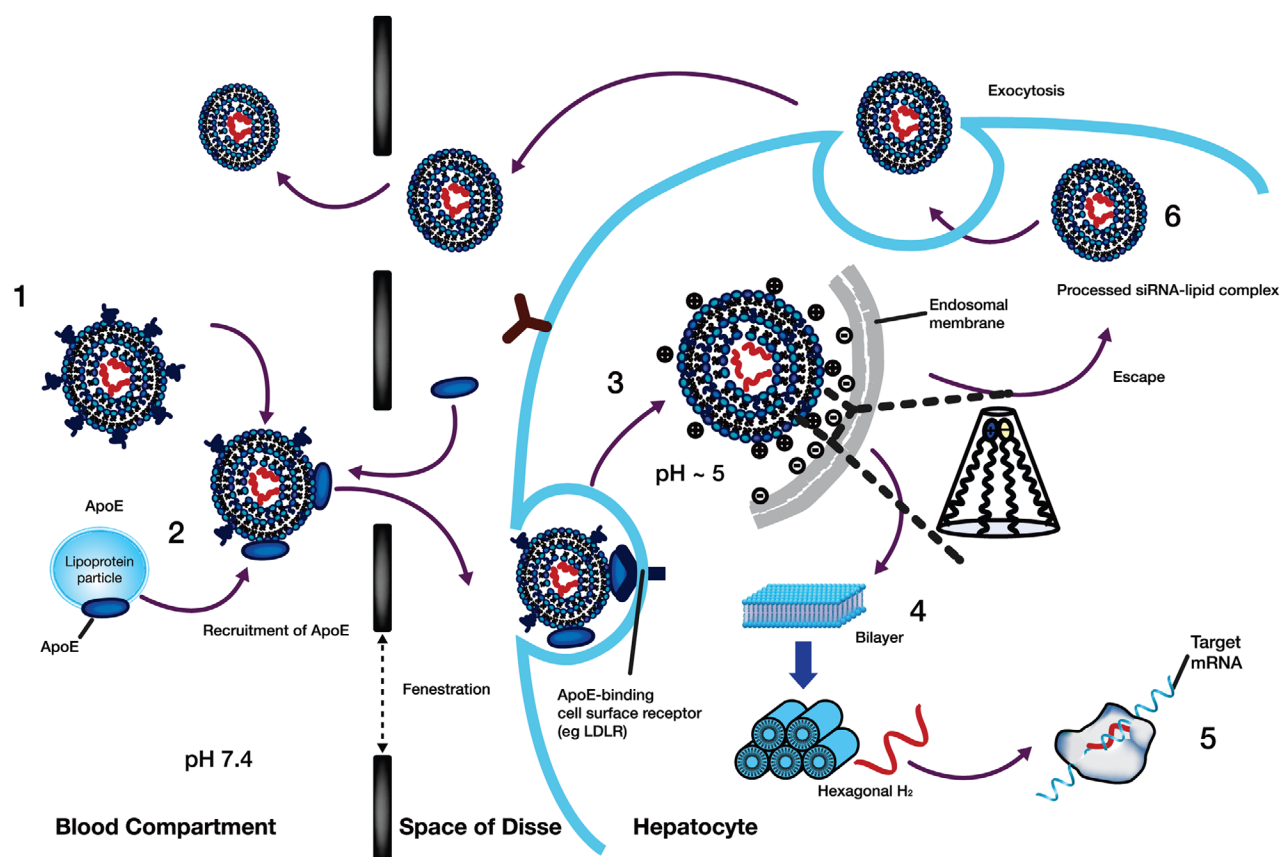 Exocytosis
6
Processed siRNA-lipid complex
1
Endosomal
membrane
3
Escape
pH ~ 5
ApoE
2
Lipoprotein
particle
ApoE
Recruitment of ApoE
4
Bilayer
Target
mRNA
5
Fenestration
ApoE-binding
cell surface receptor
(eg LDLR)
pH 7.4
Hexagonal H₂
Blood Compartment
Space of Disse
Hepatocyte